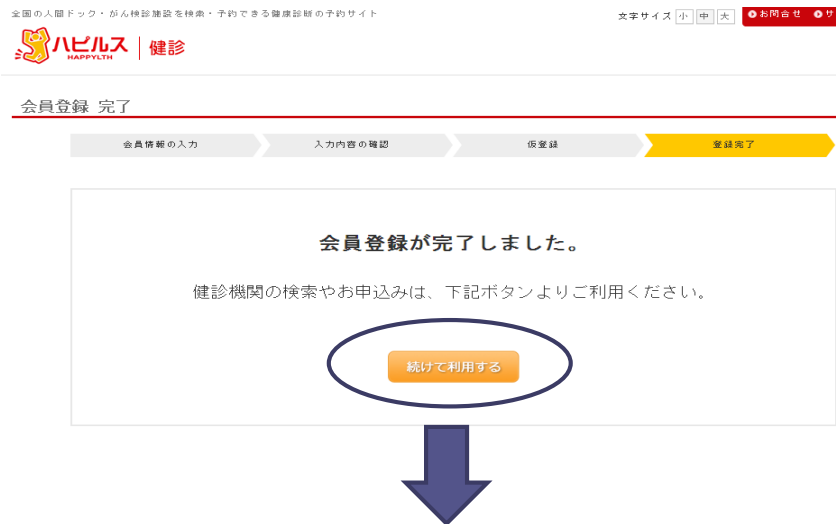 全国の人間ドック・がん検診施設を検索・予約できる健康診断の予約サイト
文字サイズ 小 中 大 お問合せ サ
ハピルス 健診
HAPPYLTH
会員登録 完了
会員情報の入力 入力内容の確認 仮登録 登録完了
会員登録が完了しました。
健診機関の検索やお申込みは、下記ボタンよりご利用ください。
続けて利用する